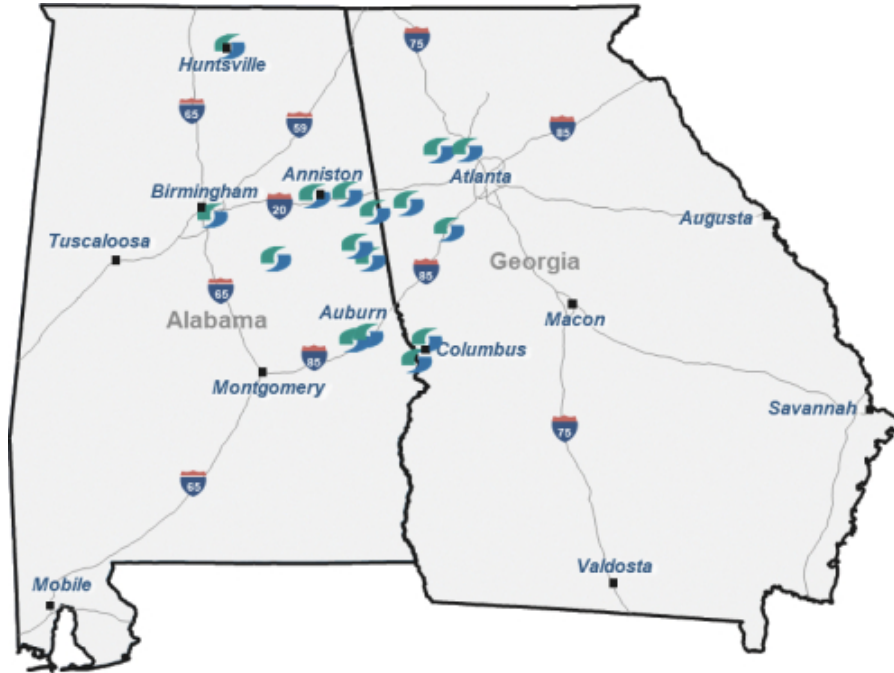 75
Huntsville
65
59
85
Atlanta
Anniston
Birmingham
20
Augusta
Tuscaloosa
Georgia
85
65
Auburn
Macon
Alabama
Columbus
85
Montgomery
Savannah
75
65
Valdosta
Mobile